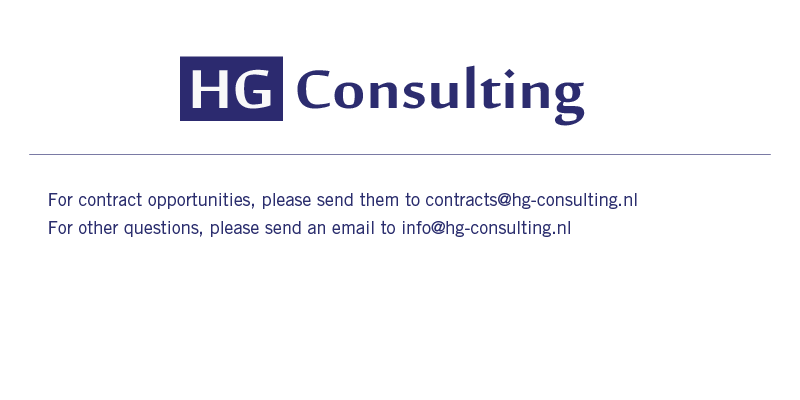 HG Consulting
For contract opportunities, please send them to contracts@hg-consulting.nl
For other questions, please send an email to info@hg-consulting.nl